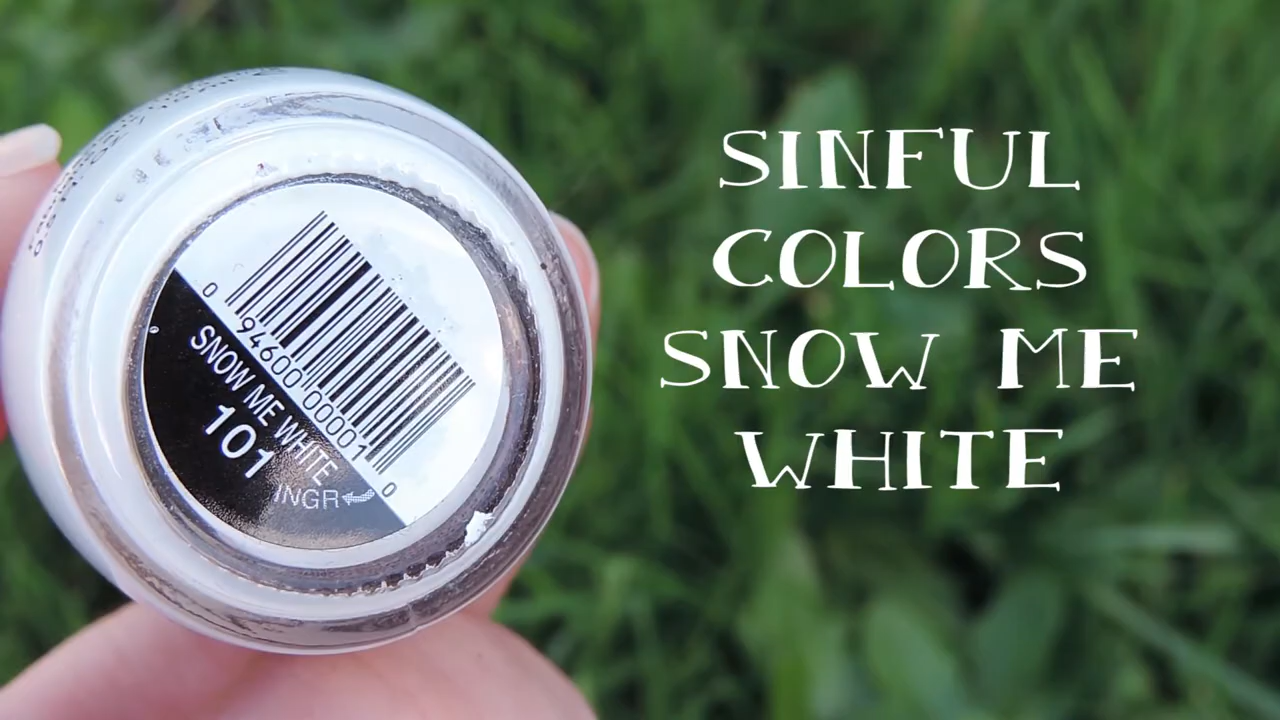 0 94600 00001 0
SNOW ME WHITE
101
INGR
SINFUL
COLORS
SNOW ME
WHITE